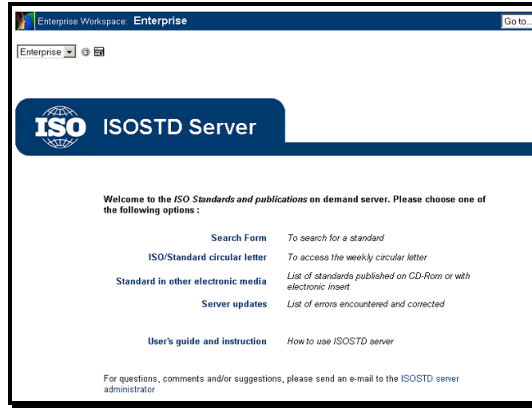 Enterprise Workspace: Enterprise
Go to...
Enterprise
ISO ISOSTD Server
Welcome to the ISO Standards and publications on demand server. Please choose one of
the following options :
Search Form To search for a standard
ISO/Standard circular letter To access the weekly circular letter
Standard in other electronic media List of standards published on CD-Rom or with
electronic insert
Server updates List of errors encountered and corrected
User's guide and instruction How to use ISOSTD server
For questions, comments and/or suggestions, please send an e-mail to the ISOSTD server
administrator